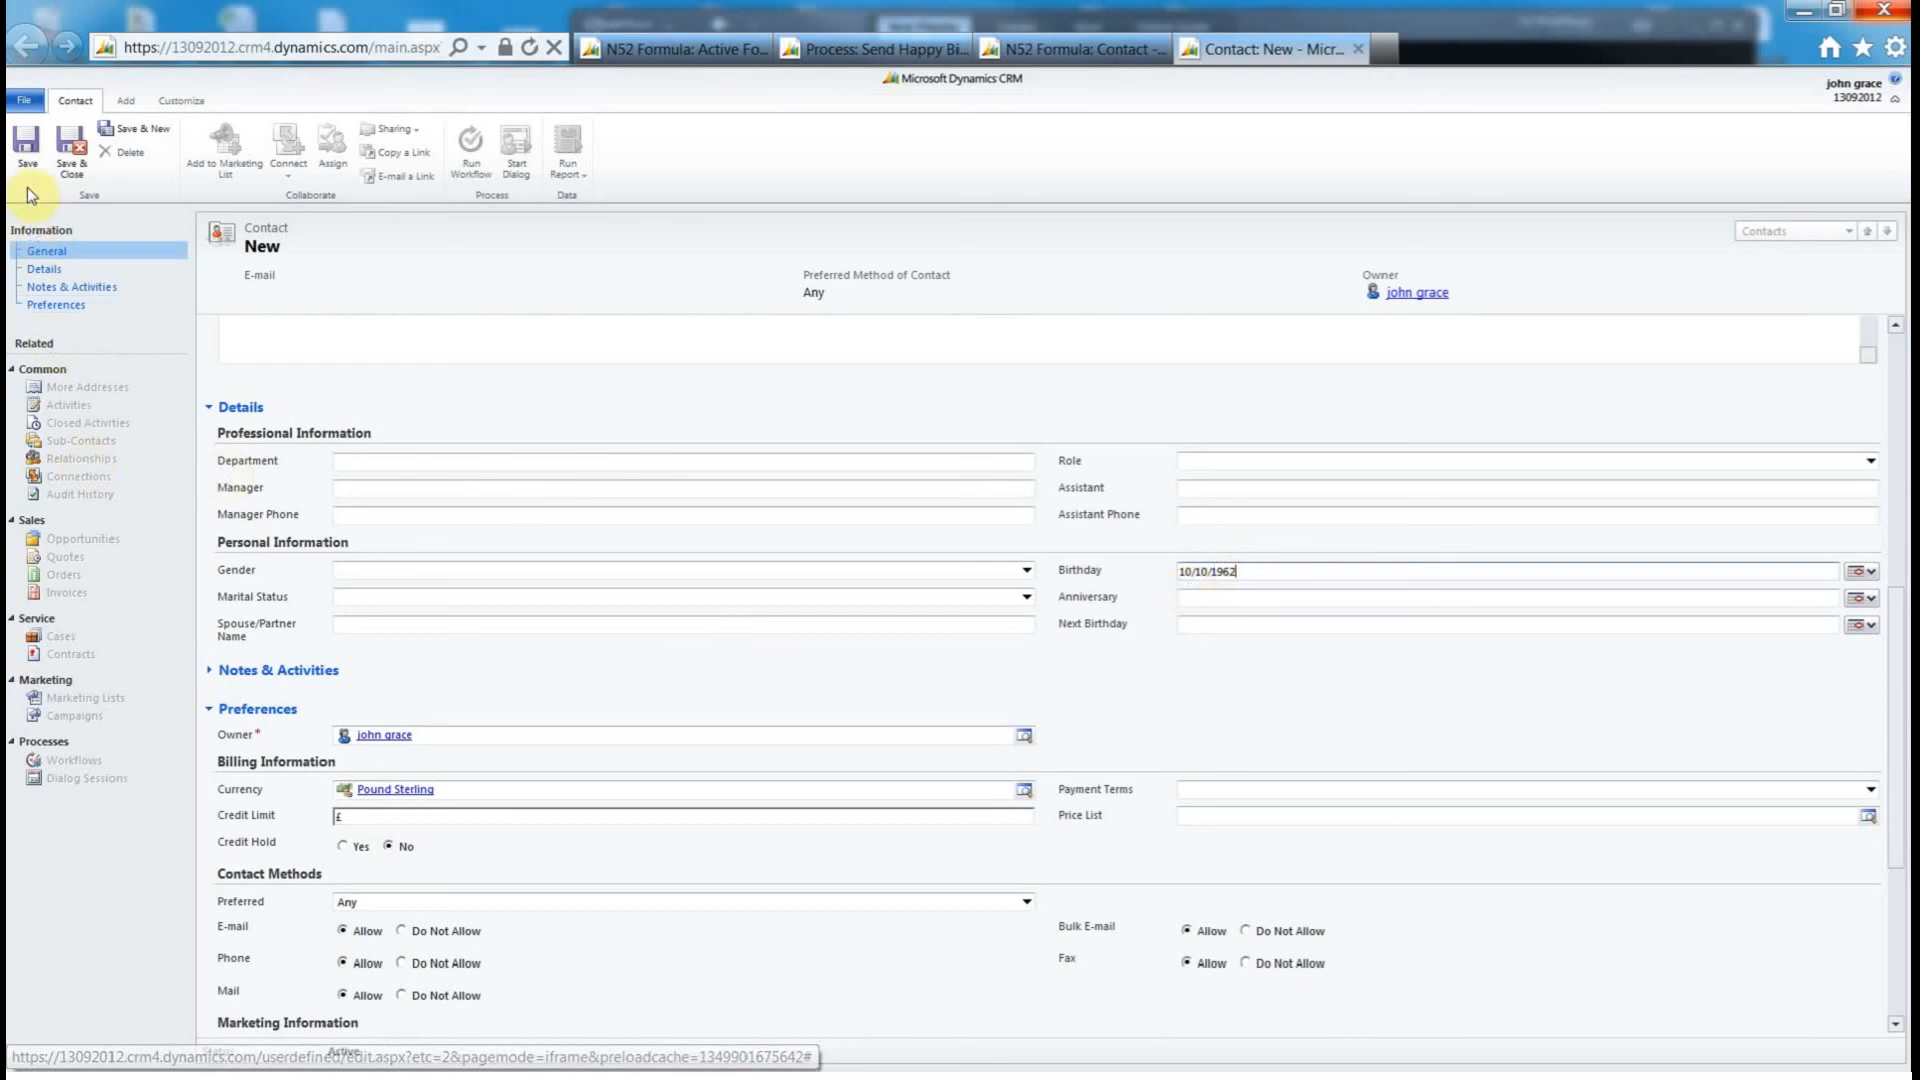 https://13092012.crm4.dynamics.com/main.aspx
N52 Formula: Active Fo...
Process: Send Happy Bi...
N52 Formula: Contact -...
Contact: New - Micr...
Microsoft Dynamics CRM
john grace
13092012
File
Contact
Add
Customize
Save
Save & Close
Save & New
Delete
Add to Marketing List
Connect
Assign
Sharing
Copy a Link
E-mail a Link
Run Workflow
Start Dialog
Run Report
Save
Collaborate
Process
Data
Information
General
Details
Notes & Activities
Preferences
Related
Common
More Addresses
Activities
Closed Activities
Sub-Contacts
Relationships
Connections
Audit History
Sales
Opportunities
Quotes
Orders
Invoices
Service
Cases
Contracts
Marketing
Marketing Lists
Campaigns
Processes
Workflows
Dialog Sessions
Contact
New
Contacts
E-mail
Preferred Method of Contact
Any
Owner
john grace
Details
Professional Information
Department
Role
Manager
Assistant
Manager Phone
Assistant Phone
Personal Information
Gender
Birthday 10/10/1962
Marital Status
Anniversary
Spouse/Partner Name
Next Birthday
Notes & Activities
Preferences
Owner* john grace
Billing Information
Currency Pound Sterling
Payment Terms
Credit Limit £
Price List
Credit Hold Yes No
Contact Methods
Preferred Any
E-mail Allow Do Not Allow
Bulk E-mail Allow Do Not Allow
Phone Allow Do Not Allow
Fax Allow Do Not Allow
Mail Allow Do Not Allow
Marketing Information
Status Active
https://13092012.crm4.dynamics.com/userdefined/edit.aspx?etc=2&pagemode=iframe&preloadcache=1349901675642#